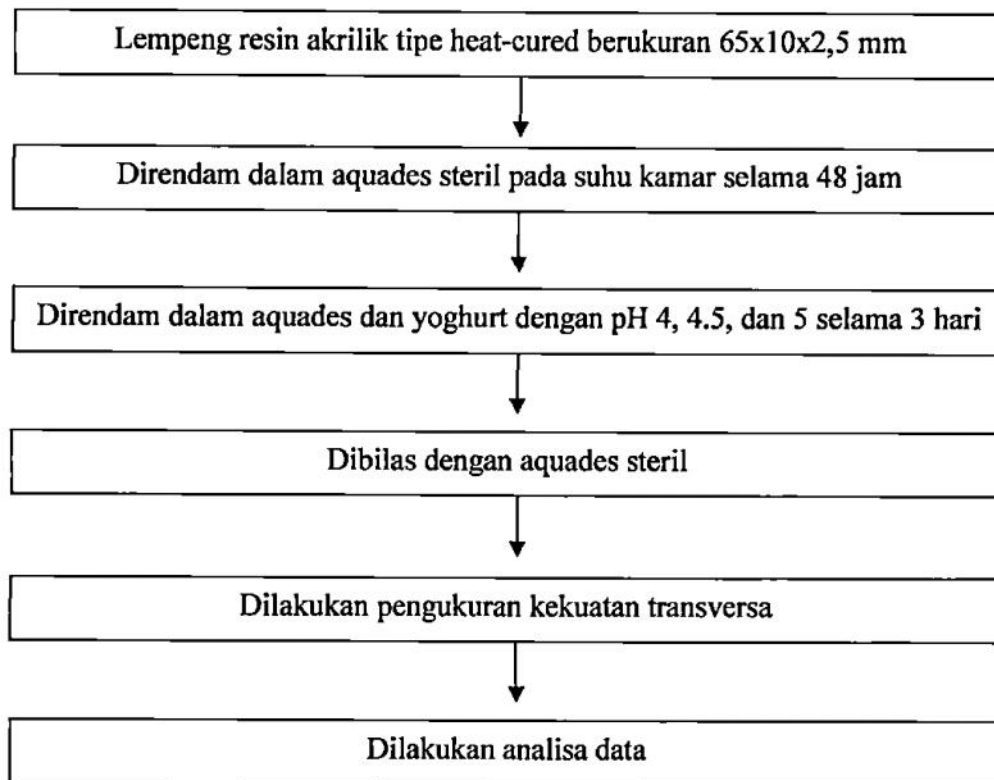 Lempeng resin akrilik tipe heat-cured berukuran 65x10x2,5 mm
Direndam dalam aquades steril pada suhu kamar selama 48 jam
Direndam dalam aquades dan yoghurt dengan pH 4, 4.5, dan 5 selama 3 hari
Dibilas dengan aquades steril
Dilakukan pengukuran kekuatan transversa
Dilakukan analisa data